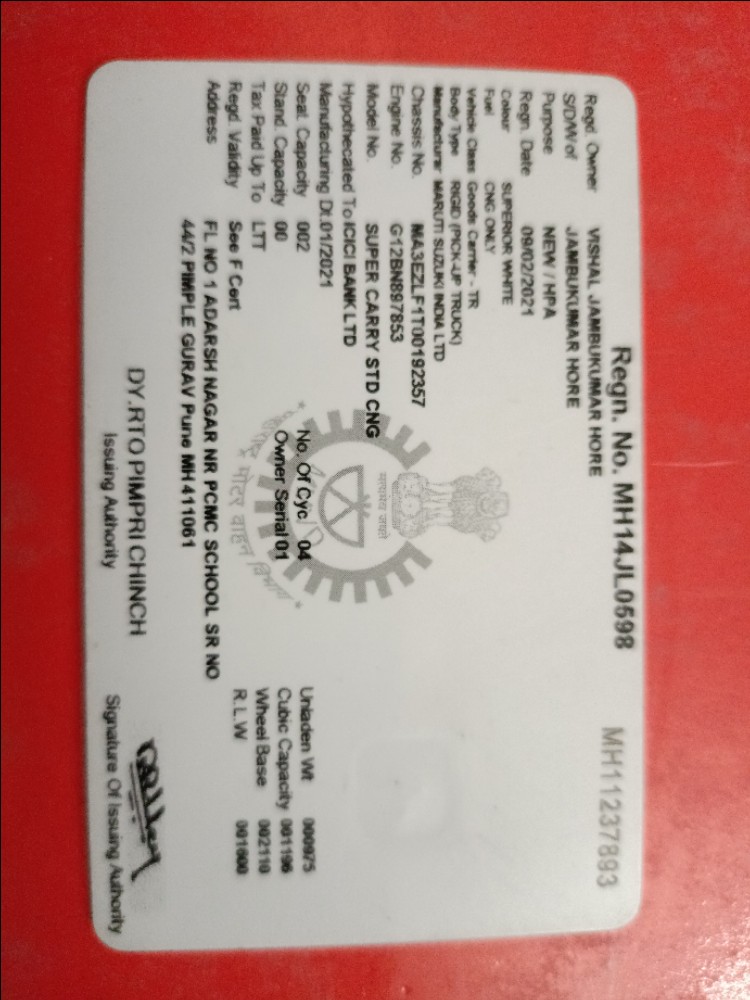 Regn. No. MH14JL0598 MH11237893
Regd. Owner VISHAL JAMBUKUMAR HORE
S/D/W/of JAMBUKUMAR HORE
Purpose NEW / HPA
Regn. Date 09/02/2021
Colour SUPERIOR WHITE
Fuel CNG ONLY
Vehicle Class Goods Carrier - TR
Body Type RIGID (PICK-UP TRUCK)
Manufacturer MARUTI SUZUKI INDIA LTD
Chassis No. MA3EZLF1T00192357
Engine No. G12BN897853
Model No. SUPER CARRY STD CNG
Hypothecated To ICICI BANK LTD
Manufacturing Dt.01/2021
Seat. Capacity 002 No. Of Cyc 04 Unladen Wt 000975
Stand. Capacity 00 Owner Serial 01 Cubic Capacity 001196
Tax Paid Up To LTT Wheel Base 002110
Regd. Validity See F Cert R.L.W 001600
Address FL NO 1 ADARSH NAGAR NR PCMC SCHOOL SR NO
44/2 PIMPLE GURAV Pune MH 411061
DY.RTO PIMPRI CHINCH
Issuing Authority Signature Of Issuing Authority
सत्यमेव जयते
मोटर वाहन विभाग